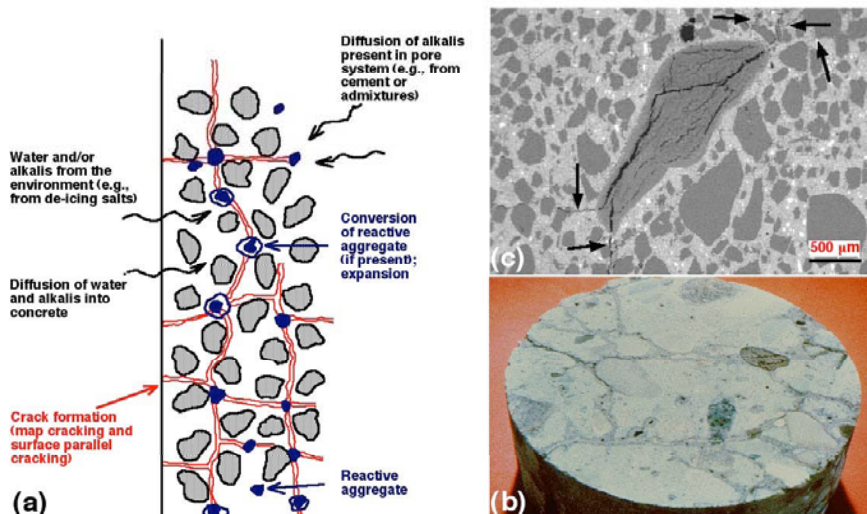 Diffusion of alkalis
present in pore
system (e.g., from
cement or
admixtures)
Water and/or
alkalis from the
environment (e.g.,
from de-icing salts)
Conversion
of reactive
aggregate
(if present);
expansion
Diffusion of water
and alkalis into
concrete
Crack formation
(map cracking and
surface parallel
cracking)
Reactive
aggregate
(a)
(c)
500 μm
(b)